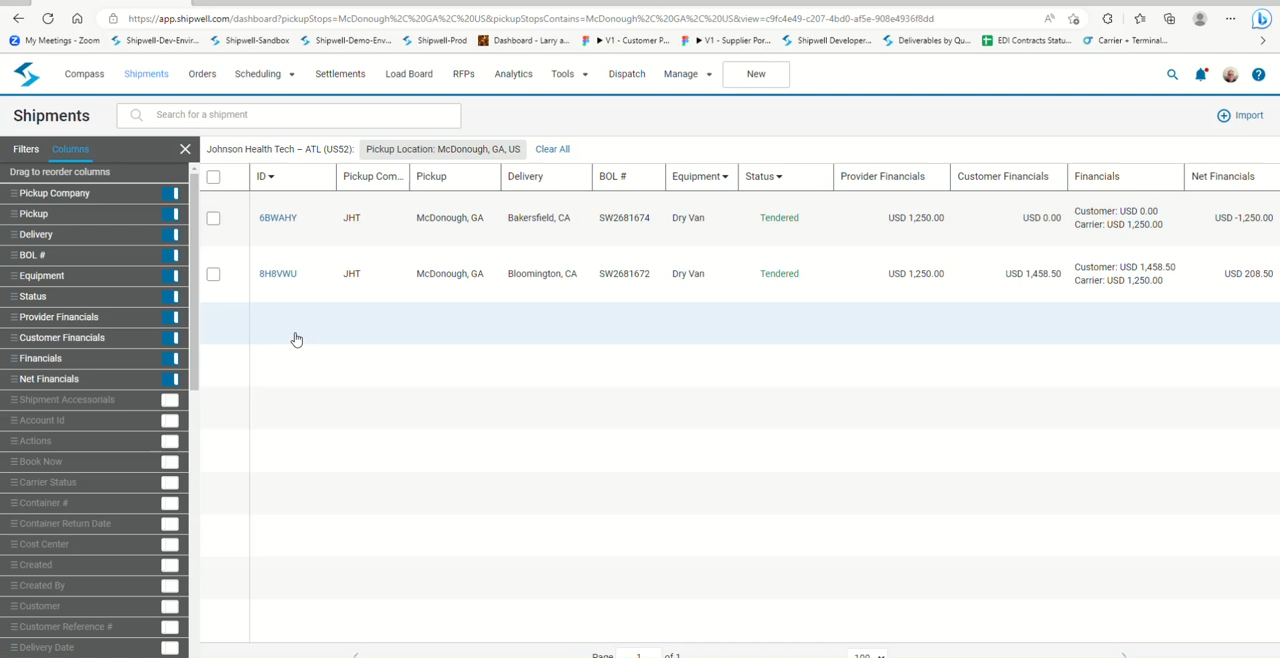 https://app.shipwell.com/dashboard?pickupStops=McDonough%2C%20GA%2C%20US&pickupStopsContains=McDonough%2C%20GA%2C%20US&view=c9fc4e49-c207-4bd0-af5e-908e4936f8dd
My Meetings - Zoom Shipwell-Dev-Envir... Shipwell-Sandbox Shipwell-Demo-Env... Shipwell-Prod Dashboard - Larry a... ▶ V1 - Customer P... ▶ V1 - Supplier Por... Shipwell Developer... Deliverables by Qu... EDI Contracts Statu... Carrier + Terminal...
Compass Shipments Orders Scheduling Settlements Load Board RFPs Analytics Tools Dispatch Manage New
Shipments Search for a shipment Import
Filters Columns Johnson Health Tech – ATL (US52): Pickup Location: McDonough, GA, US Clear All
Drag to reorder columns
ID Pickup Com... Pickup Delivery BOL # Equipment Status Provider Financials Customer Financials Financials Net Financials
6BWAHY JHT McDonough, GA Bakersfield, CA SW2681674 Dry Van Tendered USD 1,250.00 USD 0.00 Customer: USD 0.00 Carrier: USD 1,250.00 USD -1,250.00
8H8VWU JHT McDonough, GA Bloomington, CA SW2681672 Dry Van Tendered USD 1,250.00 USD 1,458.50 Customer: USD 1,458.50 Carrier: USD 1,250.00 USD 208.50
Pickup Company
Pickup
Delivery
BOL #
Equipment
Status
Provider Financials
Customer Financials
Financials
Net Financials
Shipment Accessorials
Account Id
Actions
Book Now
Carrier Status
Container #
Container Return Date
Cost Center
Created
Created By
Customer
Customer Reference #
Delivery Date
Page 1 of 1 100